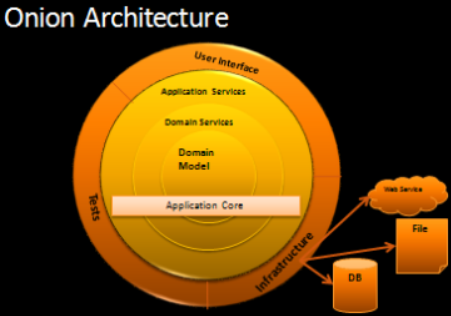 Onion Architecture
User Interface
Application Services
Domain Services
Domain
Model
Application Core
Tests
Infrastructure
Web Service
File
DB